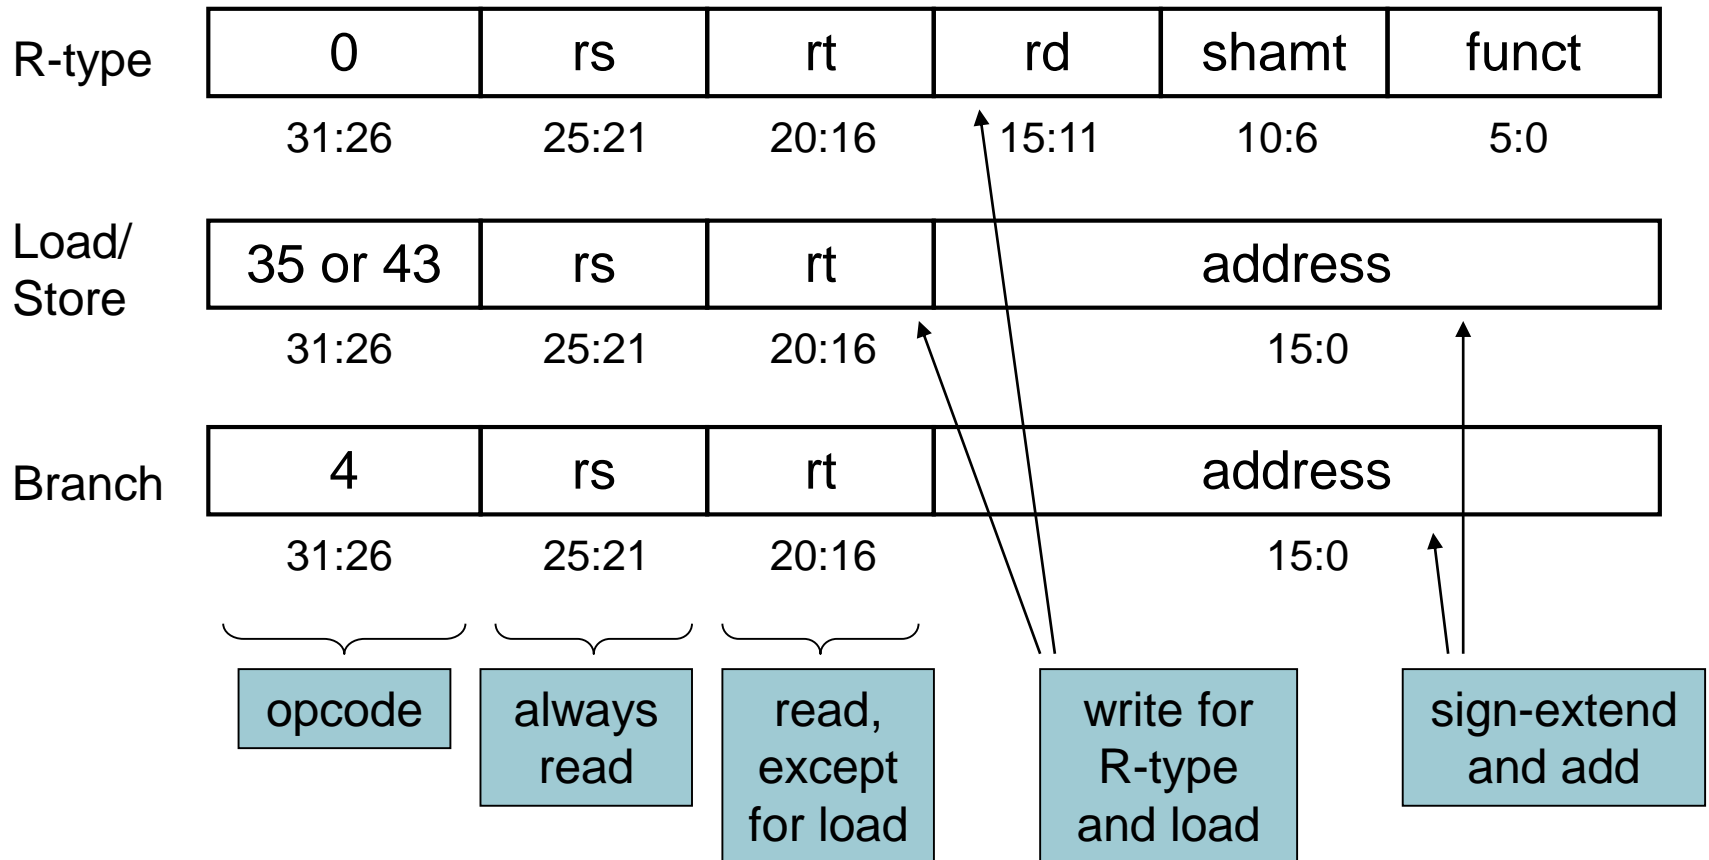 R-type 0 rs rt rd shamt funct
31:26 25:21 20:16 15:11 10:6 5:0
Load/
Store
35 or 43 rs rt address
31:26 25:21 20:16 15:0
Branch 4 rs rt address
31:26 25:21 20:16 15:0
opcode
always
read
read,
except
for load
write for
R-type
and load
sign-extend
and add